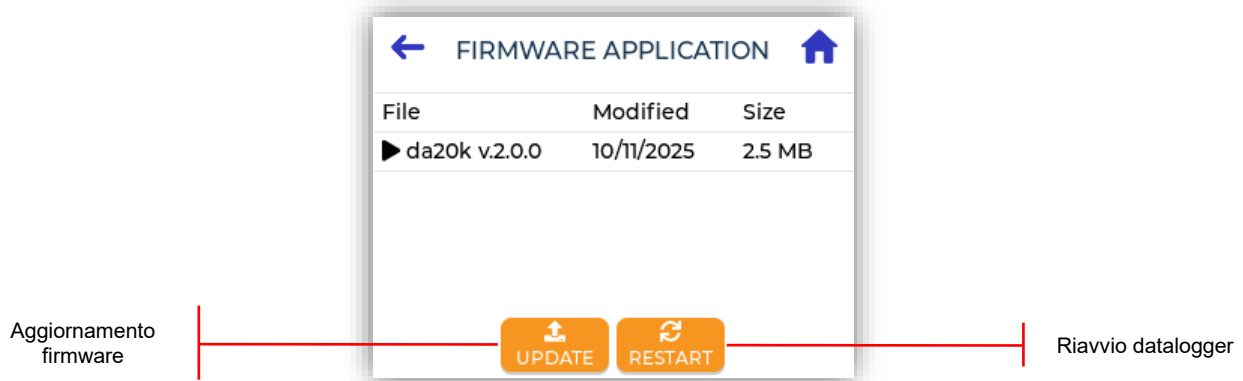 FIRMWARE APPLICATION
File Modified Size
da20k v.2.0.0 10/11/2025 2.5 MB
Aggiornamento
firmware
UPDATE RESTART
Riavvio datalogger